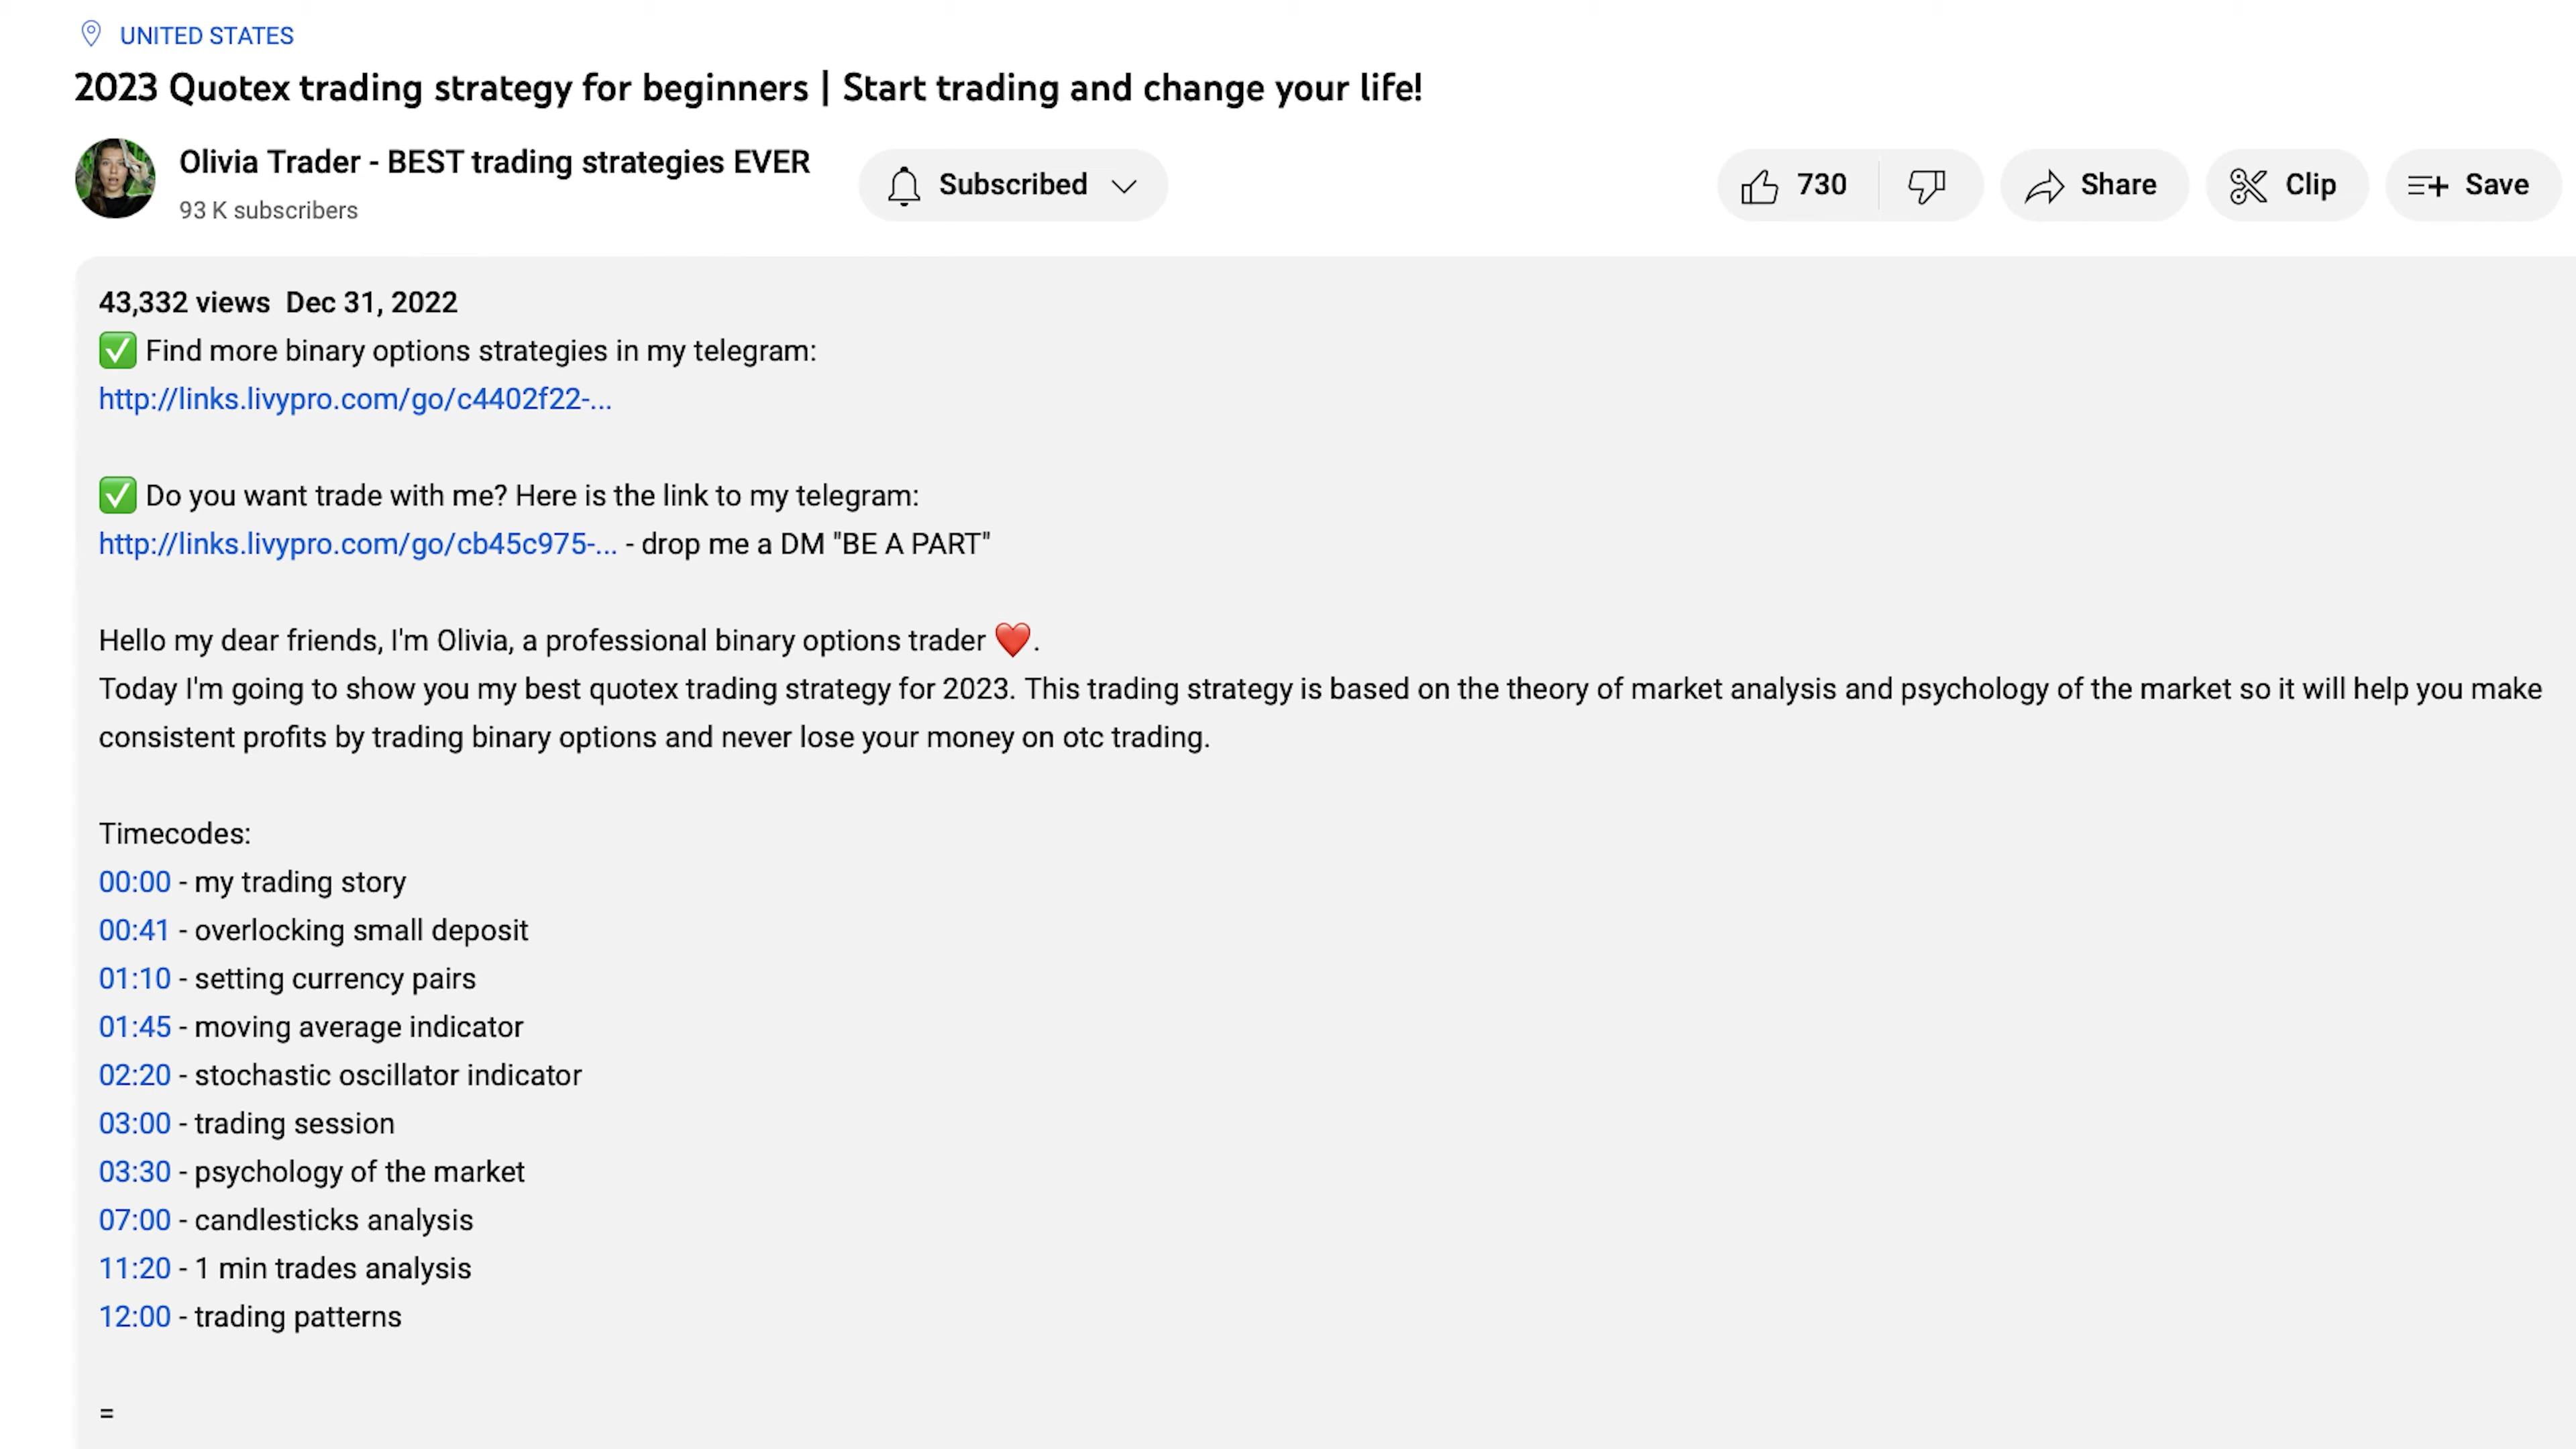 UNITED STATES
2023 Quotex trading strategy for beginners | Start trading and change your life!
Olivia Trader - BEST trading strategies EVER
93 K subscribers
Subscribed
730
Share
Clip
Save
43,332 views Dec 31, 2022
✅ Find more binary options strategies in my telegram:
http://links.livypro.com/go/c4402f22-...
✅ Do you want trade with me? Here is the link to my telegram:
http://links.livypro.com/go/cb45c975-... - drop me a DM "BE A PART"
Hello my dear friends, I'm Olivia, a professional binary options trader ❤️.
Today I'm going to show you my best quotex trading strategy for 2023. This trading strategy is based on the theory of market analysis and psychology of the market so it will help you make
consistent profits by trading binary options and never lose your money on otc trading.
Timecodes:
00:00 - my trading story
00:41 - overlocking small deposit
01:10 - setting currency pairs
01:45 - moving average indicator
02:20 - stochastic oscillator indicator
03:00 - trading session
03:30 - psychology of the market
07:00 - candlesticks analysis
11:20 - 1 min trades analysis
12:00 - trading patterns
=